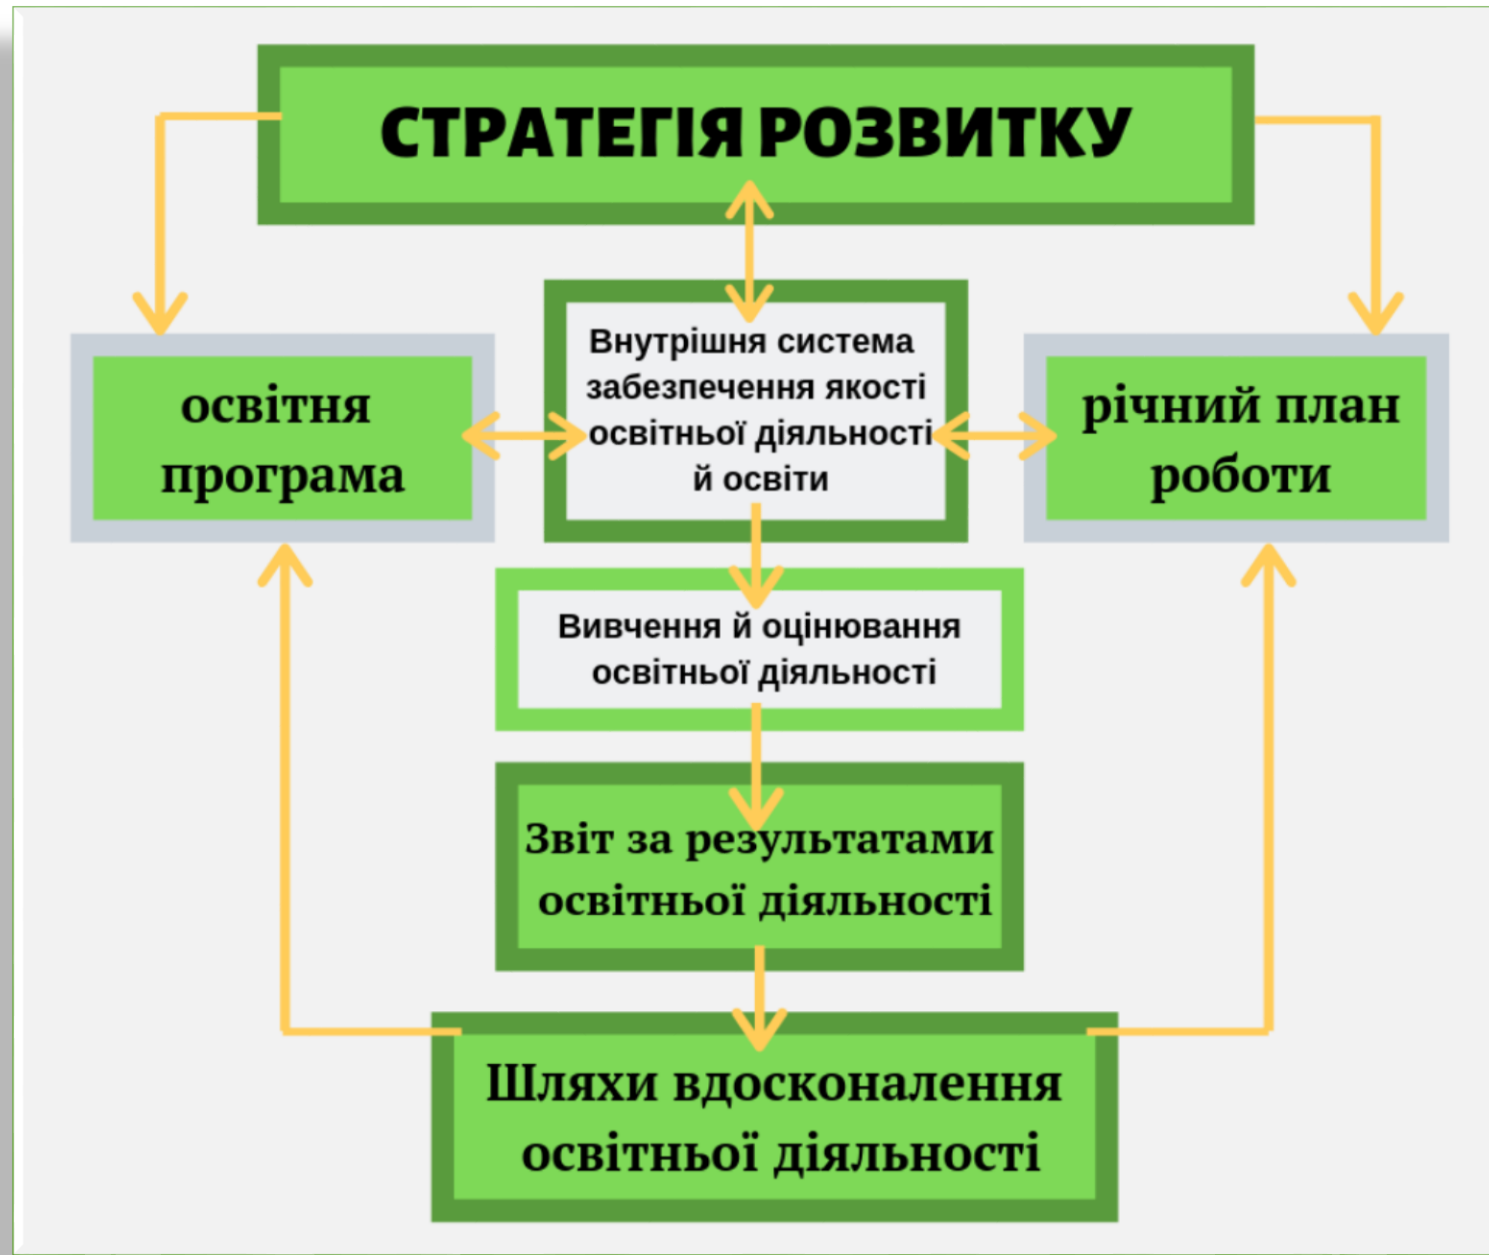 СТРАТЕГІЯ РОЗВИТКУ
освітня
програма
Внутрішня система
забезпечення якості
освітньої діяльності
й освіти
річний план
роботи
Вивчення й оцінювання
освітньої діяльності
Звіт за результатами
освітньої діяльності
Шляхи вдосконалення
освітньої діяльності